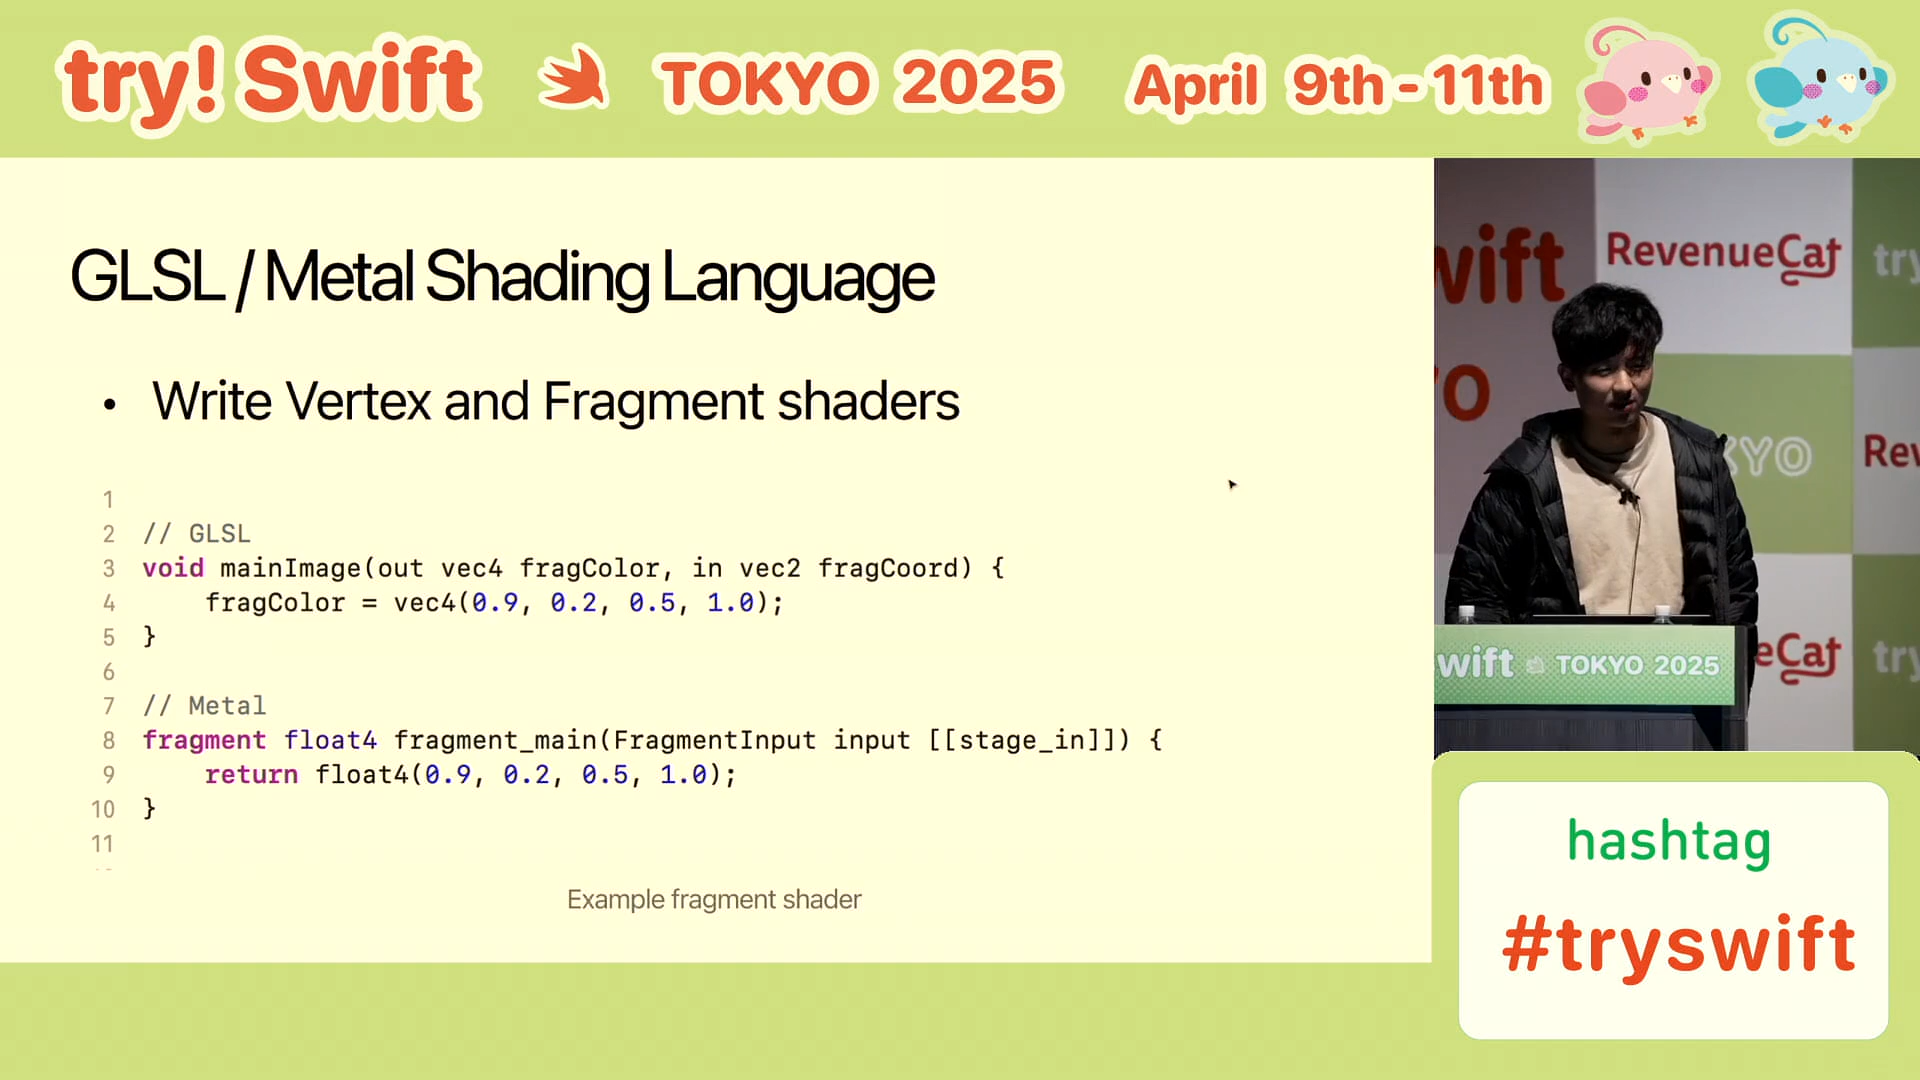 try! Swift TOKYO 2025 April 9th-11th
GLSL / Metal Shading Language
• Write Vertex and Fragment shaders
1
2 // GLSL
3 void mainImage(out vec4 fragColor, in vec2 fragCoord) {
4     fragColor = vec4(0.9, 0.2, 0.5, 1.0);
5 }
6
7 // Metal
8 fragment float4 fragment_main(FragmentInput input [[stage_in]]) {
9     return float4(0.9, 0.2, 0.5, 1.0);
10 }
11
Example fragment shader
wift RevenueCat try
o KYO Rev
wift TOKYO 2025 eCat try
hashtag
#tryswift